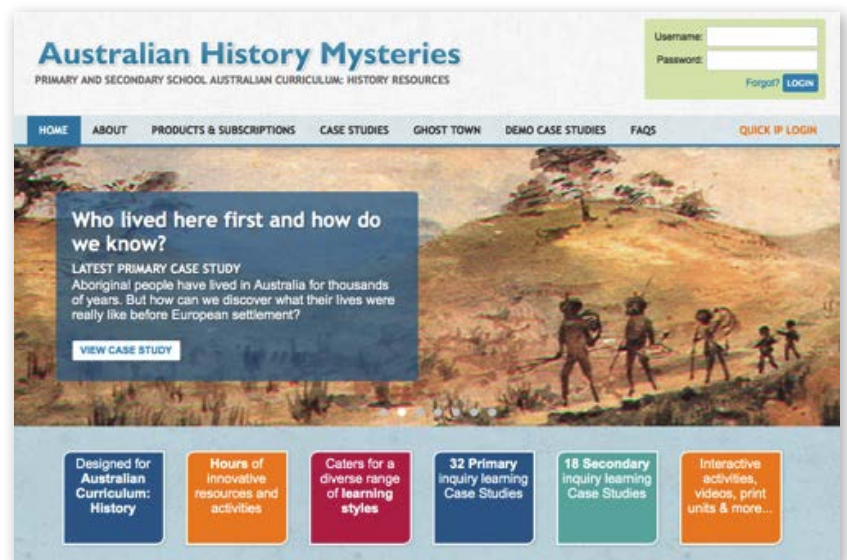 Australian History Mysteries
PRIMARY AND SECONDARY SCHOOL AUSTRALIAN CURRICULUM: HISTORY RESOURCES
Username:
Password:
Forgot? LOGIN
HOME ABOUT PRODUCTS & SUBSCRIPTIONS CASE STUDIES GHOST TOWN DEMO CASE STUDIES FAQS QUICK IP LOGIN
Who lived here first and how do
we know?
LATEST PRIMARY CASE STUDY
Aboriginal people have lived in Australia for thousands
of years. But how can we discover what their lives were
really like before European settlement?
VIEW CASE STUDY
Designed for
Australian
Curriculum:
History
Hours of
innovative
resources and
activities
Caters for a
diverse range
of learning
styles
32 Primary
inquiry learning
Case Studies
18 Secondary
inquiry learning
Case Studies
Interactive
activities,
videos, print
units & more...